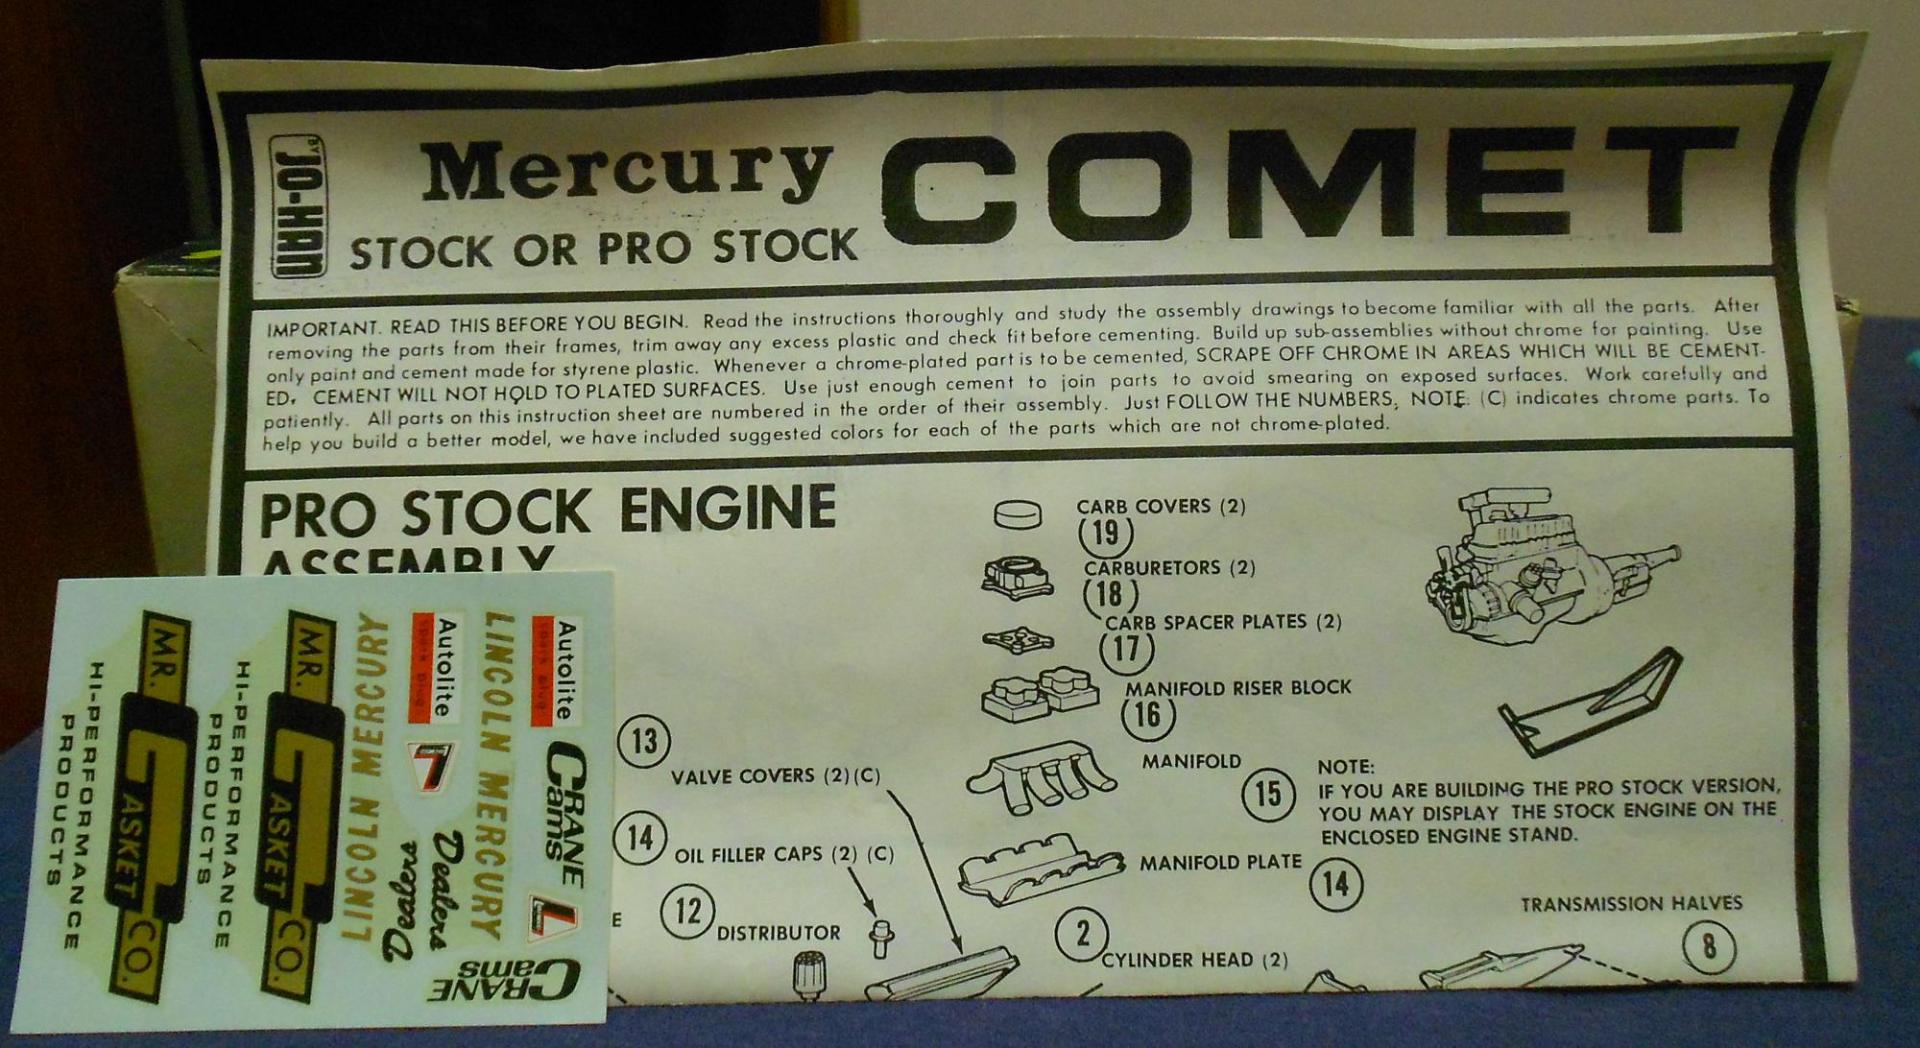 BY JO-HAN
Mercury COMET
STOCK OR PRO STOCK
IMPORTANT. READ THIS BEFORE YOU BEGIN. Read the instructions thoroughly and study the assembly drawings to become familiar with all the parts. After
removing the parts from their frames, trim away any excess plastic and check fit before cementing. Build up sub-assemblies without chrome for painting. Use
only paint and cement made for styrene plastic. Whenever a chrome-plated part is to be cemented, SCRAPE OFF CHROME IN AREAS WHICH WILL BE CEMENT-
ED. CEMENT WILL NOT HOLD TO PLATED SURFACES. Use just enough cement to join parts to avoid smearing on exposed surfaces. Work carefully and
patiently. All parts on this instruction sheet are numbered in the order of their assembly. Just FOLLOW THE NUMBERS; NOTE: (C) indicates chrome parts. To
help you build a better model, we have included suggested colors for each of the parts which are not chrome-plated.
PRO STOCK ENGINE
ASSEMBLY
CARB COVERS (2)
19
CARBURETORS (2)
18
CARB SPACER PLATES (2)
17
MANIFOLD RISER BLOCK
16
MANIFOLD
15
NOTE:
IF YOU ARE BUILDING THE PRO STOCK VERSION,
YOU MAY DISPLAY THE STOCK ENGINE ON THE
ENCLOSED ENGINE STAND.
13
VALVE COVERS (2)(C)
14
OIL FILLER CAPS (2) (C)
MANIFOLD PLATE
14
E
12
DISTRIBUTOR
2
CYLINDER HEAD (2)
TRANSMISSION HALVES
8
Autolite
spark plug
CRANE
Cams
LINCOLN MERCURY
Dealers
Autolite
spark plug
LINCOLN MERCURY
Dealers
CRANE
Cams
MR.
GASKET
CO.
HI-PERFORMANCE
PRODUCTS
MR.
GASKET
CO.
HI-PERFORMANCE
PRODUCTS